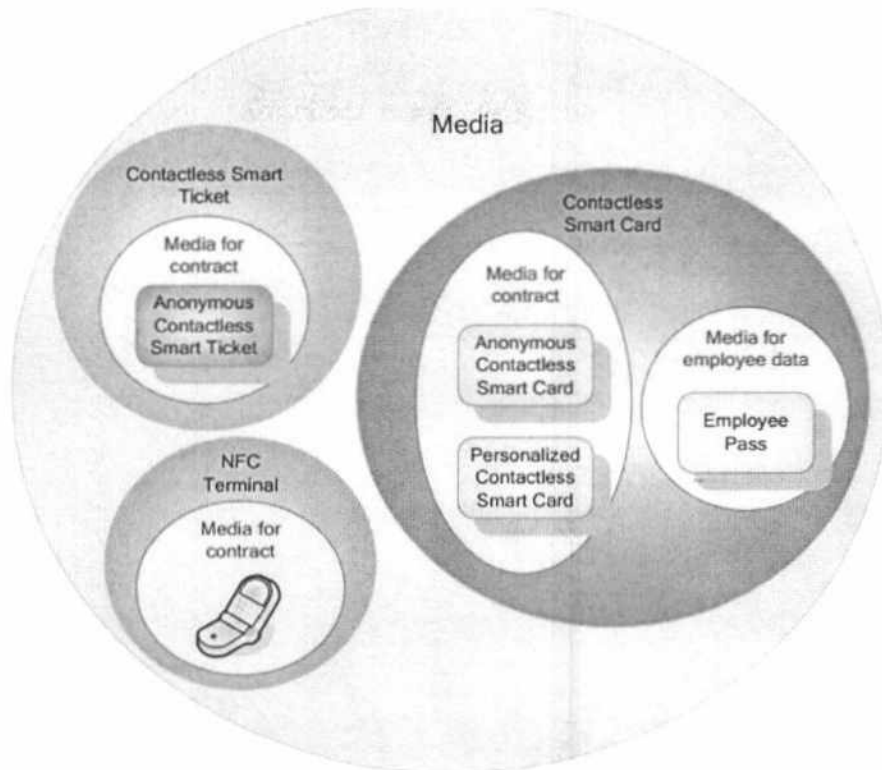 Media
Contactless Smart
Ticket
Media for
contract
Anonymous
Contactless
Smart Ticket
NFC
Terminal
Media for
contract
Contactless
Smart Card
Media for
contract
Anonymous
Contactless
Smart Card
Personalized
Contactless
Smart Card
Media for
employee data
Employee
Pass